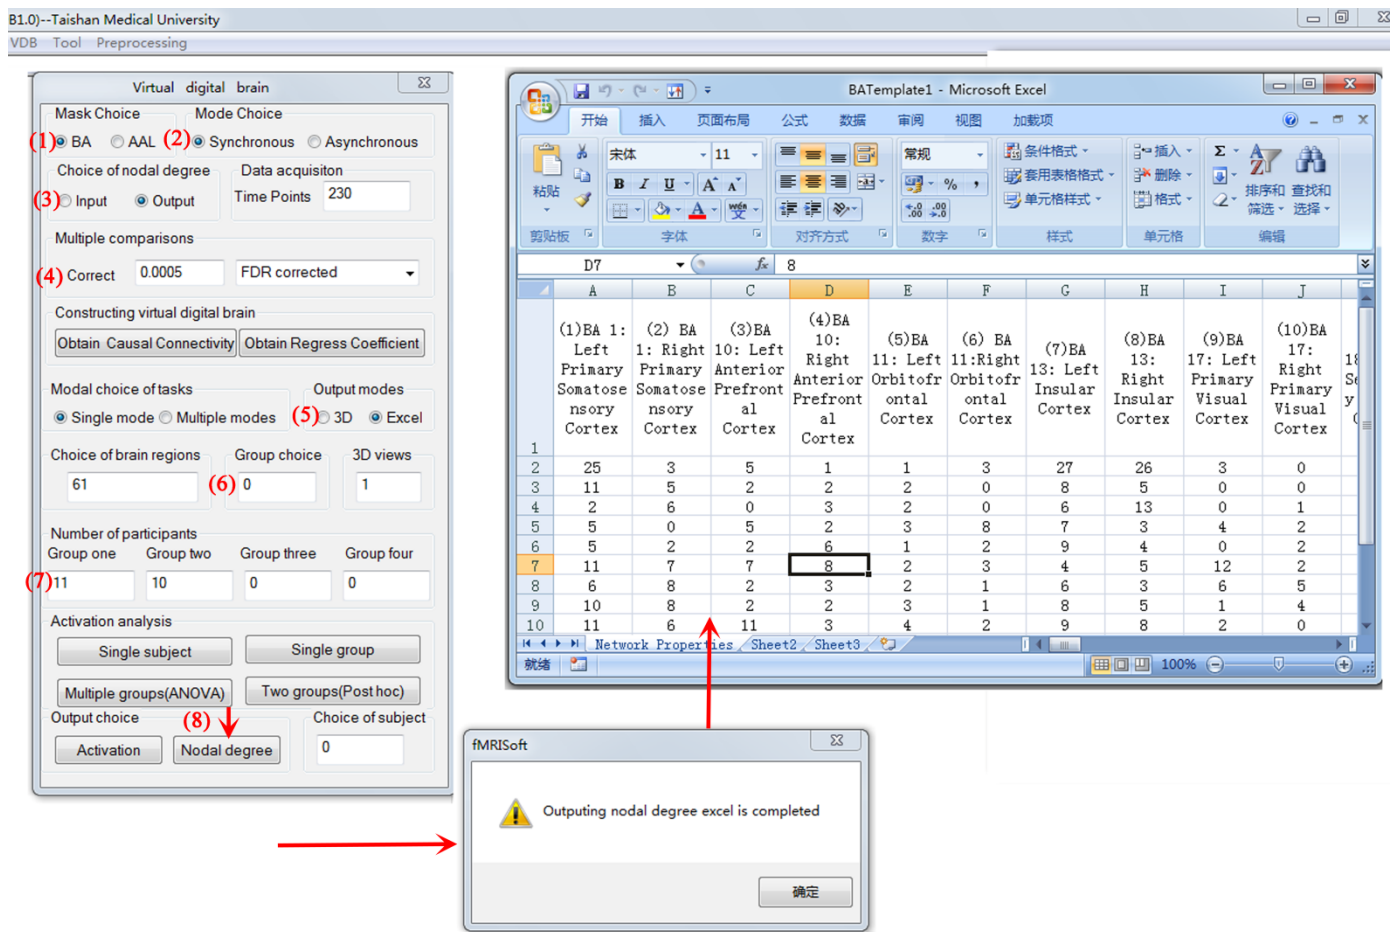 B1.0)--Taishan Medical University
VDB Tool Preprocessing
Virtual digital brain
Mask Choice Mode Choice
(1) BA AAL (2) Synchronous Asynchronous
Choice of nodal degree Data acquisiton
(3) Input Output Time Points 230
Multiple comparisons
(4) Correct 0.0005 FDR corrected
Constructing virtual digital brain
Obtain Causal Connectivity Obtain Regress Coefficient
Modal choice of tasks Output modes
Single mode Multiple modes (5) 3D Excel
Choice of brain regions Group choice 3D views
61 (6) 0 1
Number of participants
Group one Group two Group three Group four
(7) 11 10 0 0
Activation analysis
Single subject Single group
Multiple groups(ANOVA) Two groups(Post hoc)
Output choice (8) Choice of subject
Activation Nodal degree 0
BATemplate1 - Microsoft Excel
开始 插入 页面布局 公式 数据 审阅 视图 加载项
宋体 11 常规 条件格式 插入 Σ
粘贴 B I U A A % , 套用表格格式 删除 排序和 查找和
A wén 文 .00 单元格样式 格式 筛选 选择
剪贴板 字体 对齐方式 数字 样式 单元格 编辑
D7 fx 8
A B C D E F G H I J
(1)BA 1: Left Primary Somatosensory Cortex
(2) BA 1: Right Primary Somatosensory Cortex
(3)BA 10: Left Anterior Prefrontal Cortex
(4)BA 10: Right Anterior Prefrontal Cortex
(5)BA 11: Left Orbitofrontal Cortex
(6) BA 11:Right Orbitofrontal Cortex
(7)BA 13: Left Insular Cortex
(8)BA 13: Right Insular Cortex
(9)BA 17: Left Primary Visual Cortex
(10)BA 17: Right Primary Visual Cortex
1
2 25 3 5 1 1 3 27 26 3 0
3 11 5 2 2 2 0 8 5 0 0
4 2 6 0 3 2 0 6 13 0 1
5 5 0 5 2 3 8 7 3 4 2
6 5 2 2 6 1 2 9 4 0 2
7 11 7 7 8 2 3 4 5 12 2
8 6 8 2 3 2 1 6 3 6 5
9 10 8 2 2 3 1 8 5 1 4
10 11 6 11 3 4 2 9 8 2 0
Network Properties Sheet2 Sheet3
就绪 100%
fMRISoft
Outputing nodal degree excel is completed
确定